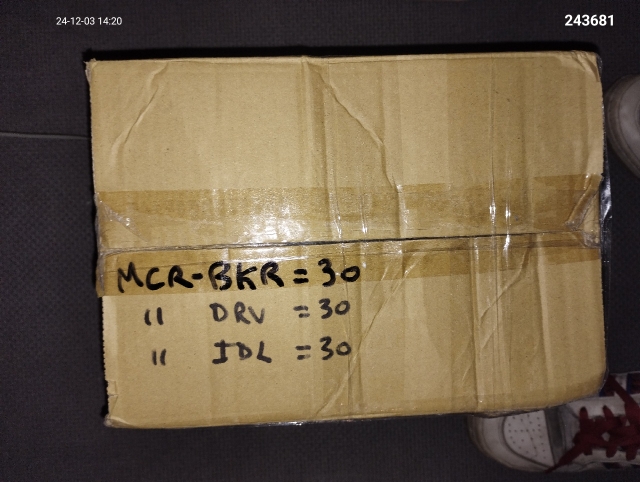 24-12-03 14:20
243681
MCR-BKR = 30
" DRV = 30
" IDL = 30